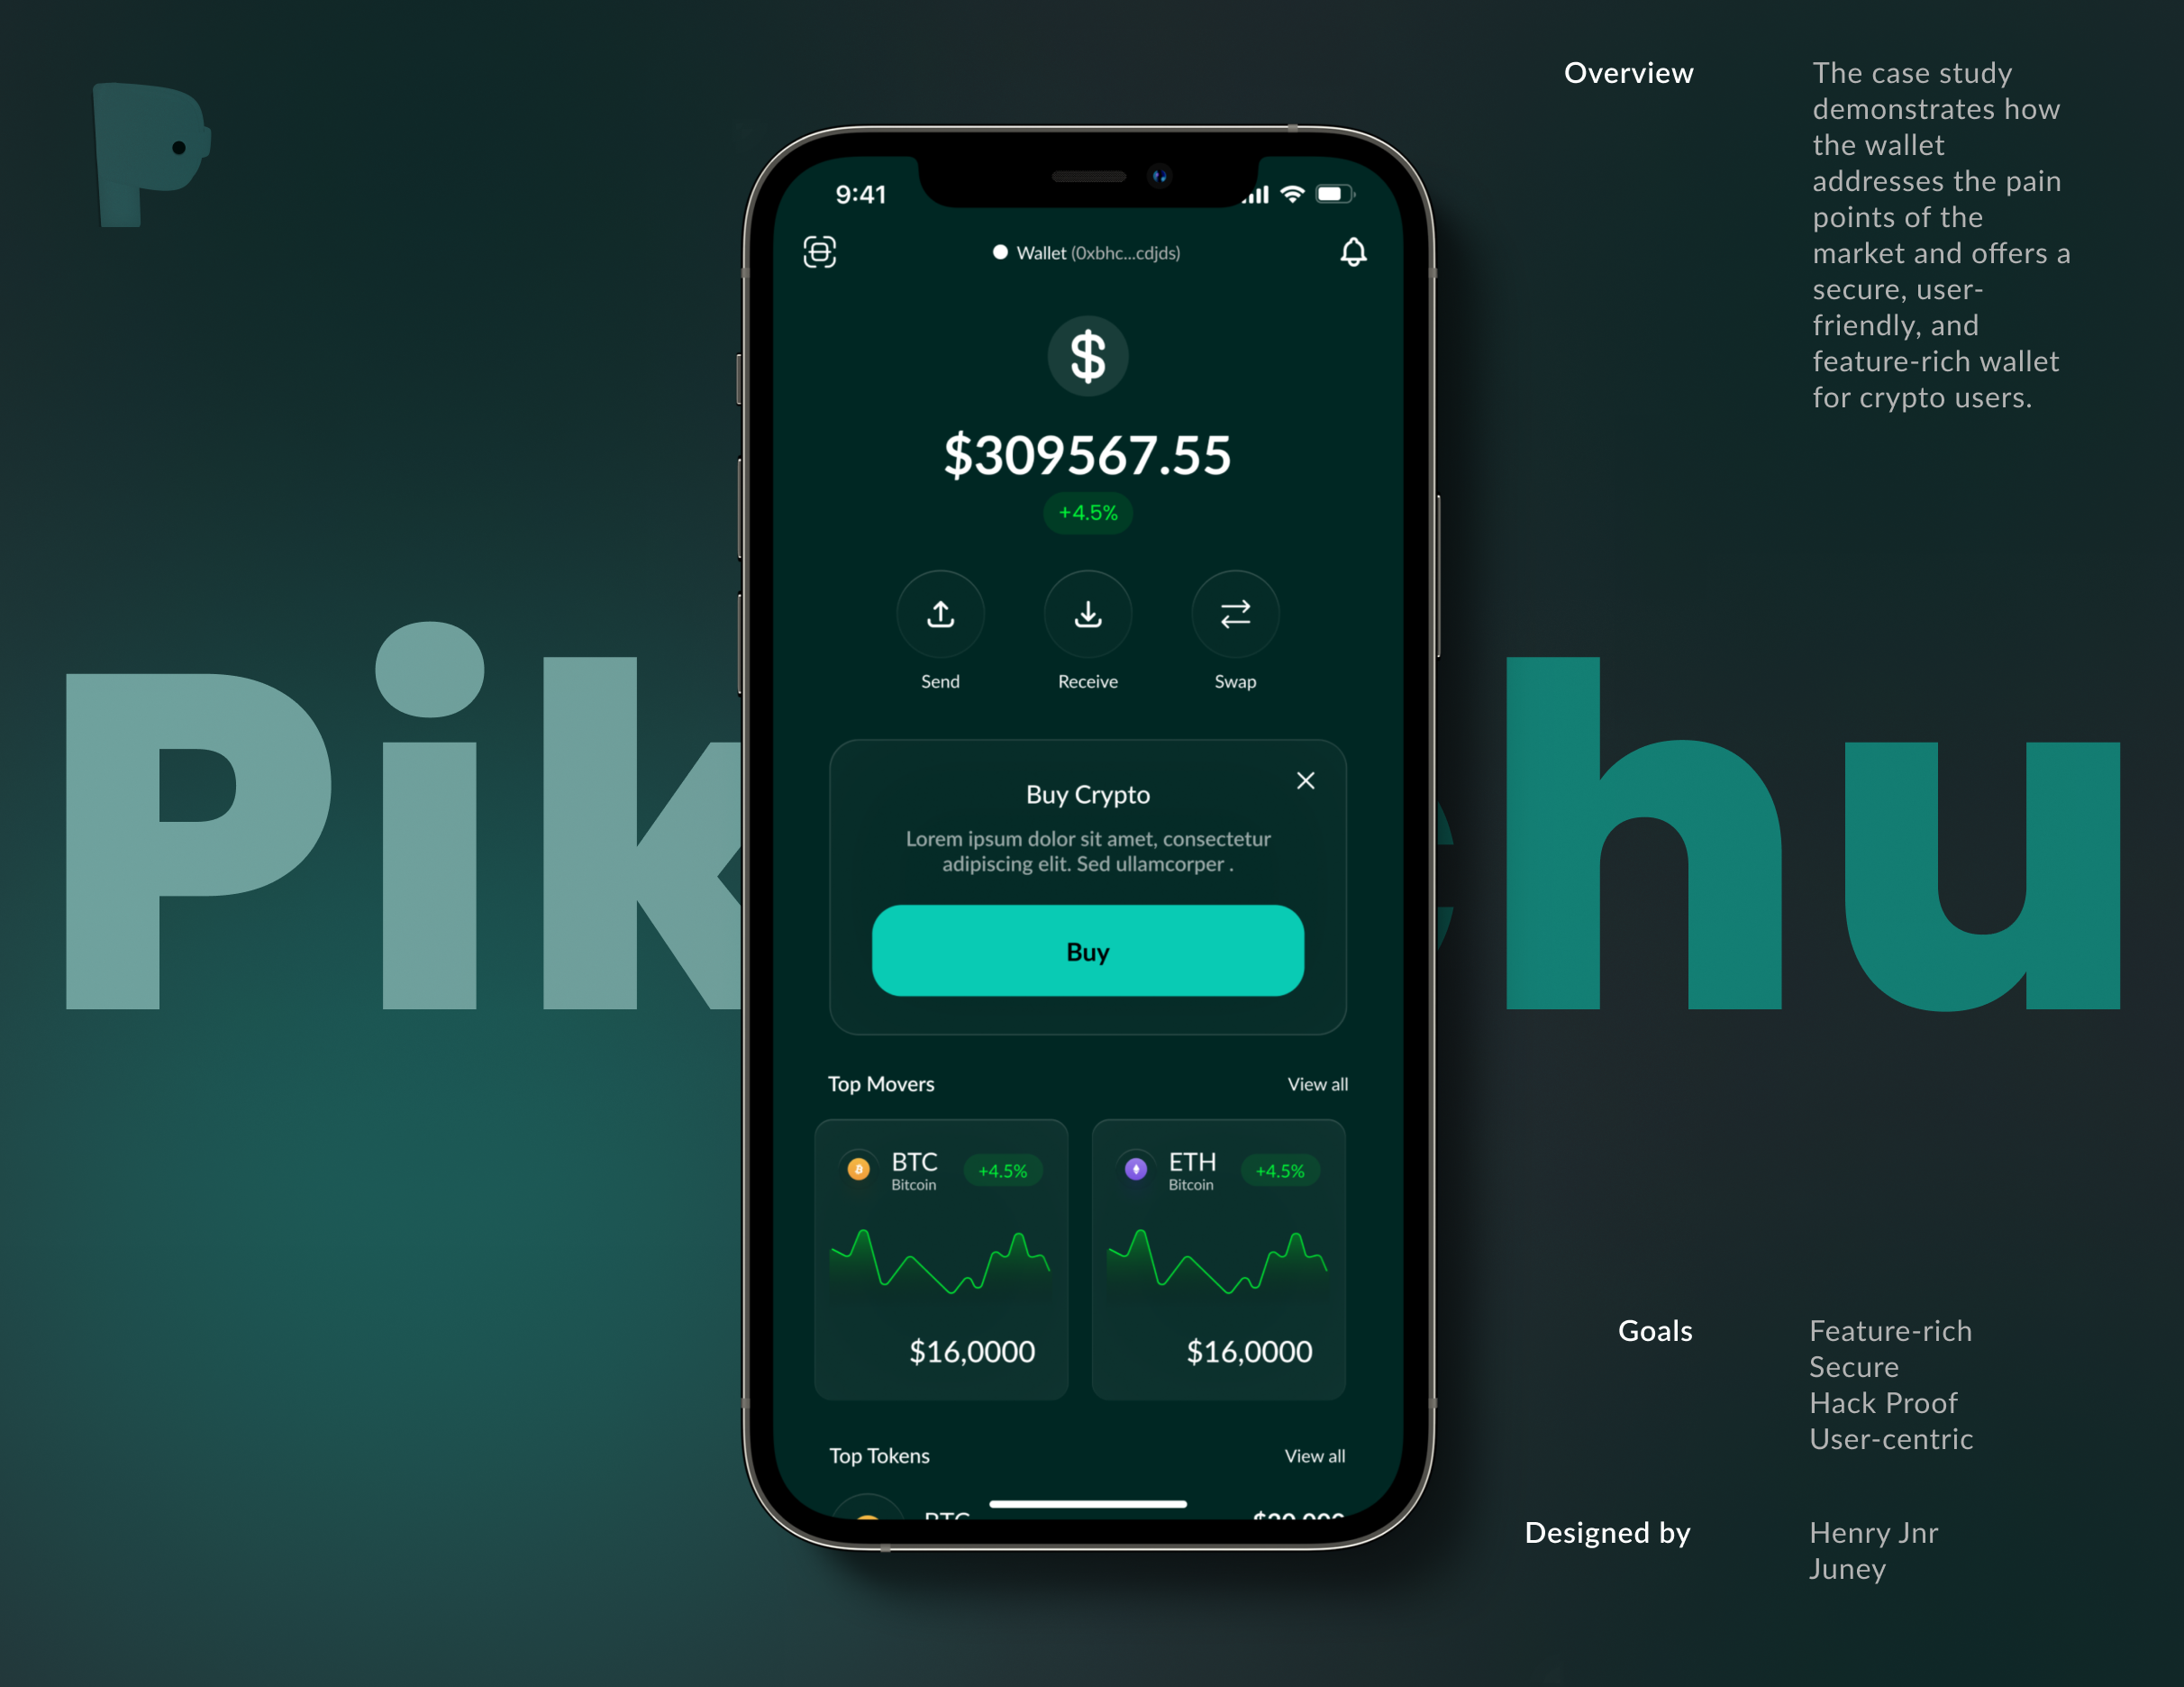 Overview
The case study
demonstrates how
the wallet
addresses the pain
points of the
market and offers a
secure, user-
friendly, and
feature-rich wallet
for crypto users.
9:41
Wallet (0xbhc...cdjds)
$
$309567.55
+4.5%
Send Receive Swap
Pik chu
Buy Crypto
Lorem ipsum dolor sit amet, consectetur
adipiscing elit. Sed ullamcorper .
Buy
Top Movers View all
BTC +4.5%
Bitcoin
$16,0000
ETH +4.5%
Bitcoin
$16,0000
Top Tokens View all
BTC
Goals
Feature-rich
Secure
Hack Proof
User-centric
Designed by
Henry Jnr
Juney